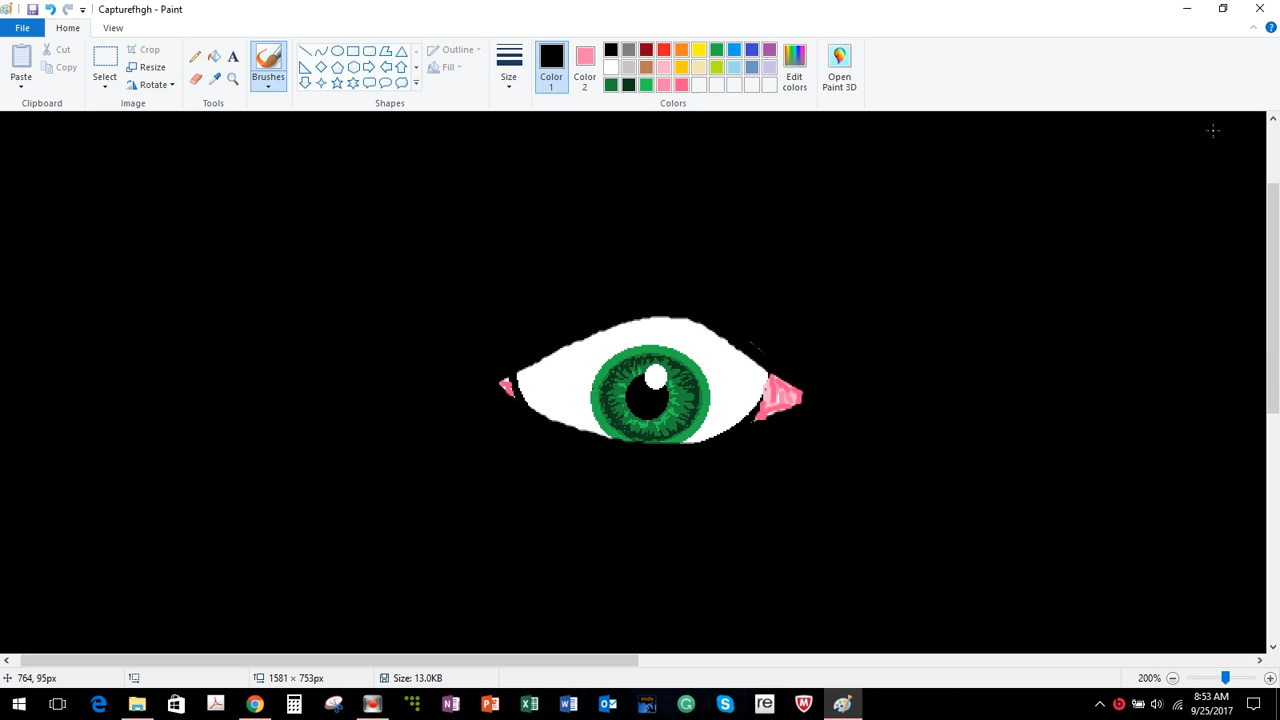 Capturefhgh - Paint
File
Home
View
Paste
Cut
Copy
Clipboard
Select
Crop
Resize
Rotate
Image
Tools
Brushes
Shapes
Outline
Fill
Size
Color 1
Color 2
Edit colors
Colors
Open Paint 3D
764, 95px
1581 × 753px
Size: 13.0KB
200%
re
8:53 AM
9/25/2017